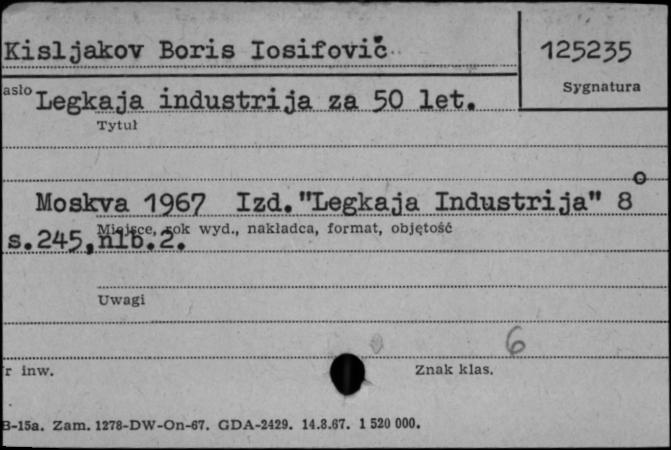 Kisljakov Boris Iosifovič
125235
asło
Sygnatura
Legkaja industrija za 50 let.
Tytuł
Moskva 1967 Izd."Legkaja Industrija" 8°
Miejsce, rok wyd., nakładca, format, objętość
s.245,nlb.2.
Uwagi
6
r inw.
Znak klas.
B-15a. Zam. 1278-DW-On-67. GDA-2429. 14.8.67. 1 520 000.